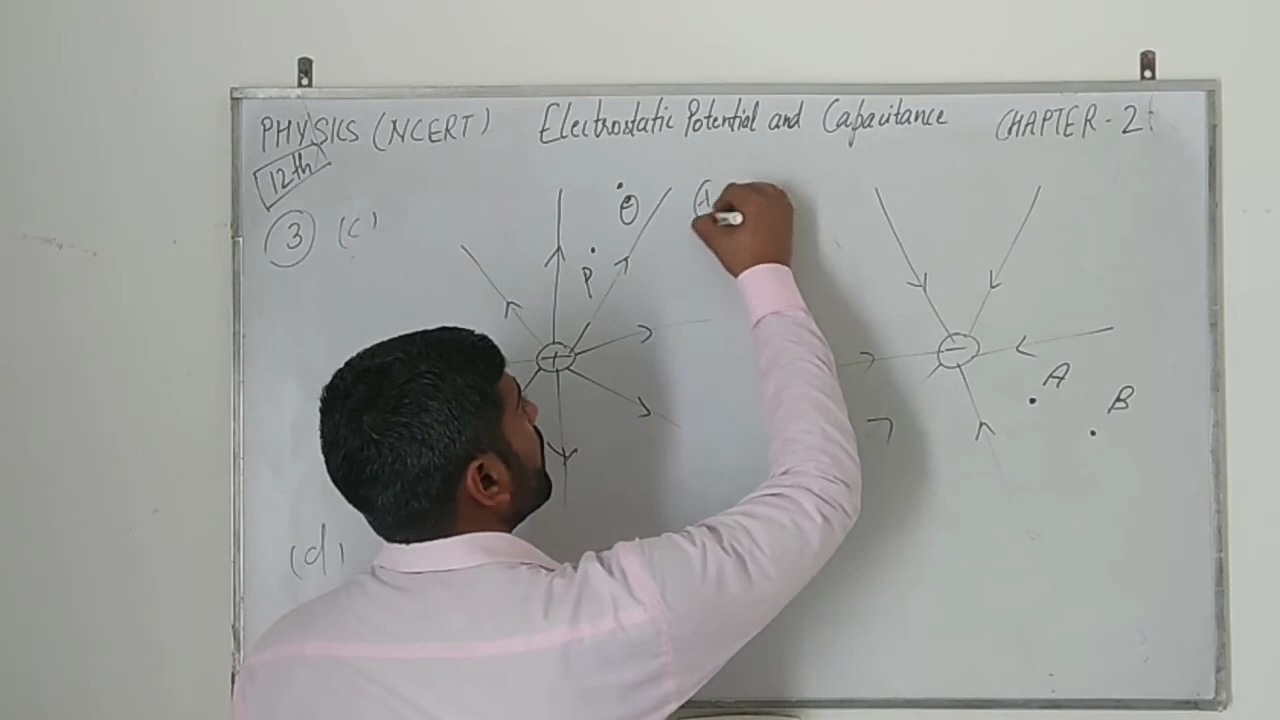 PHYSICS (NCERT) Electrostatic Potential and Capacitance CHAPTER - 2
12th
3 (c)
Q
P
+
−
A
B
(d)